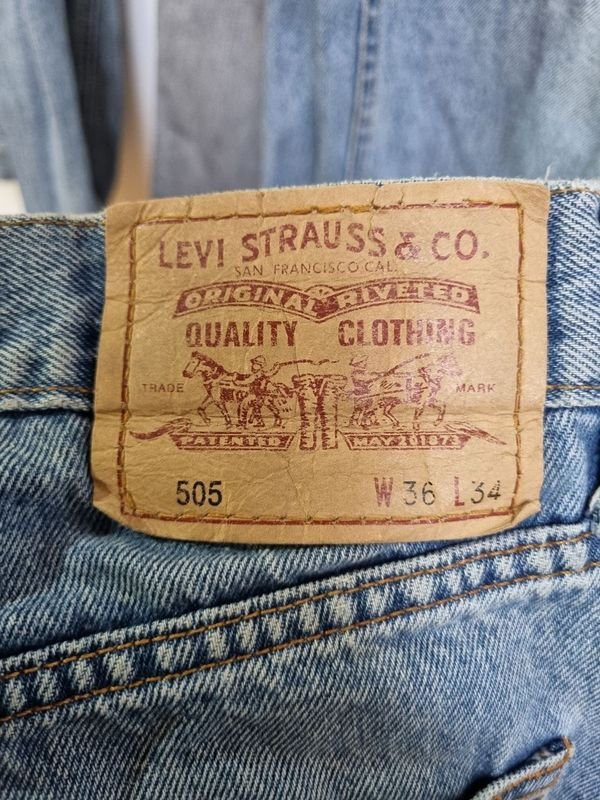 LEVI STRAUSS & CO.
SAN FRANCISCO CAL.
ORIGINAL RIVETED
QUALITY CLOTHING
TRADE MARK
PATENTED MAY 20 1873
505 W 36 L 34